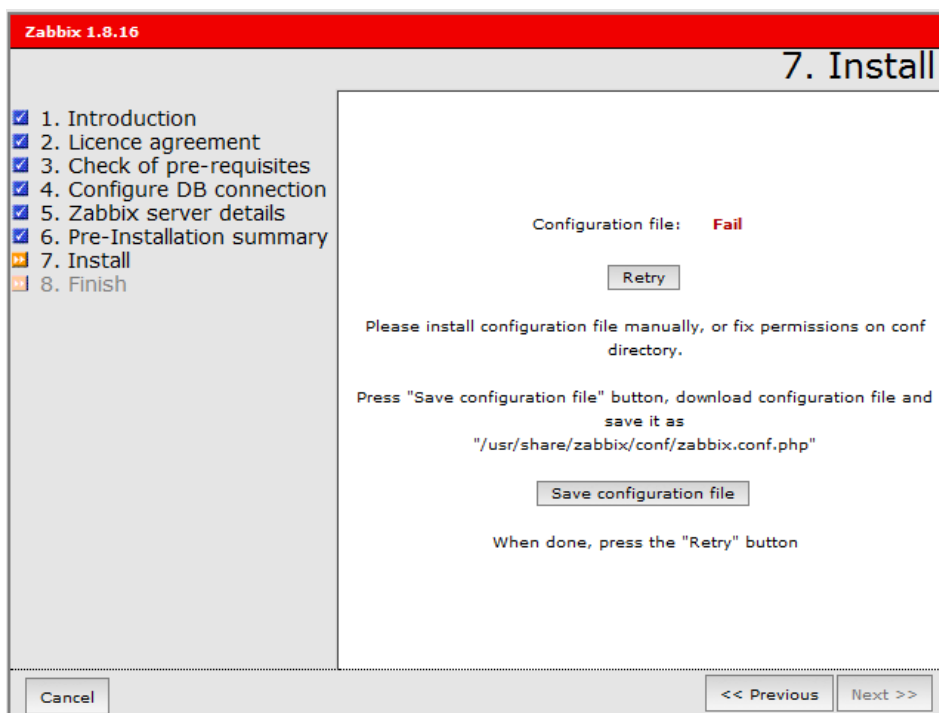 Zabbix 1.8.16
7. Install
1. Introduction
2. Licence agreement
3. Check of pre-requisites
4. Configure DB connection
5. Zabbix server details
6. Pre-Installation summary
7. Install
8. Finish
Configuration file: Fail
Retry
Please install configuration file manually, or fix permissions on conf
directory.
Press "Save configuration file" button, download configuration file and
save it as
"/usr/share/zabbix/conf/zabbix.conf.php"
Save configuration file
When done, press the "Retry" button
Cancel
<< Previous
Next >>